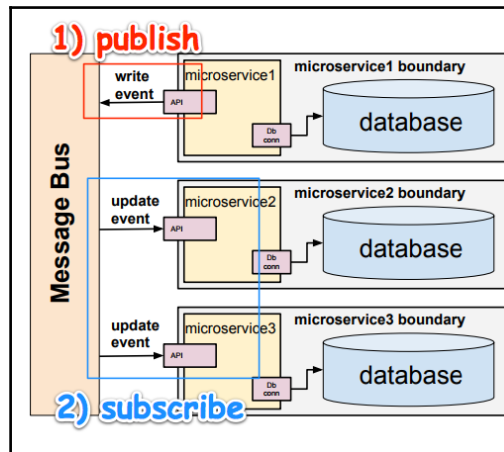 1) publish
Message Bus
write
event
API
microservice1
microservice1 boundary
Db
conn
database
update
event
API
microservice2
microservice2 boundary
Db
conn
database
update
event
API
microservice3
microservice3 boundary
Db
conn
database
2) subscribe